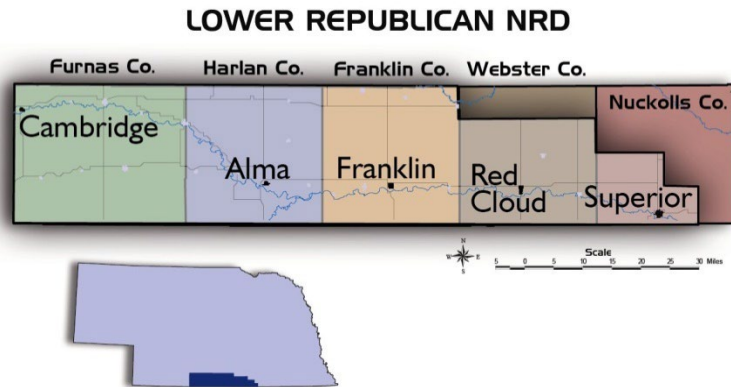 LOWER REPUBLICAN NRD
Furnas Co. Harlan Co. Franklin Co. Webster Co.
Nuckolls Co.
Cambridge
Alma Franklin Red
Cloud Superior
N
W E
S
Scale
5 0 5 10 15 20 25 30 Miles